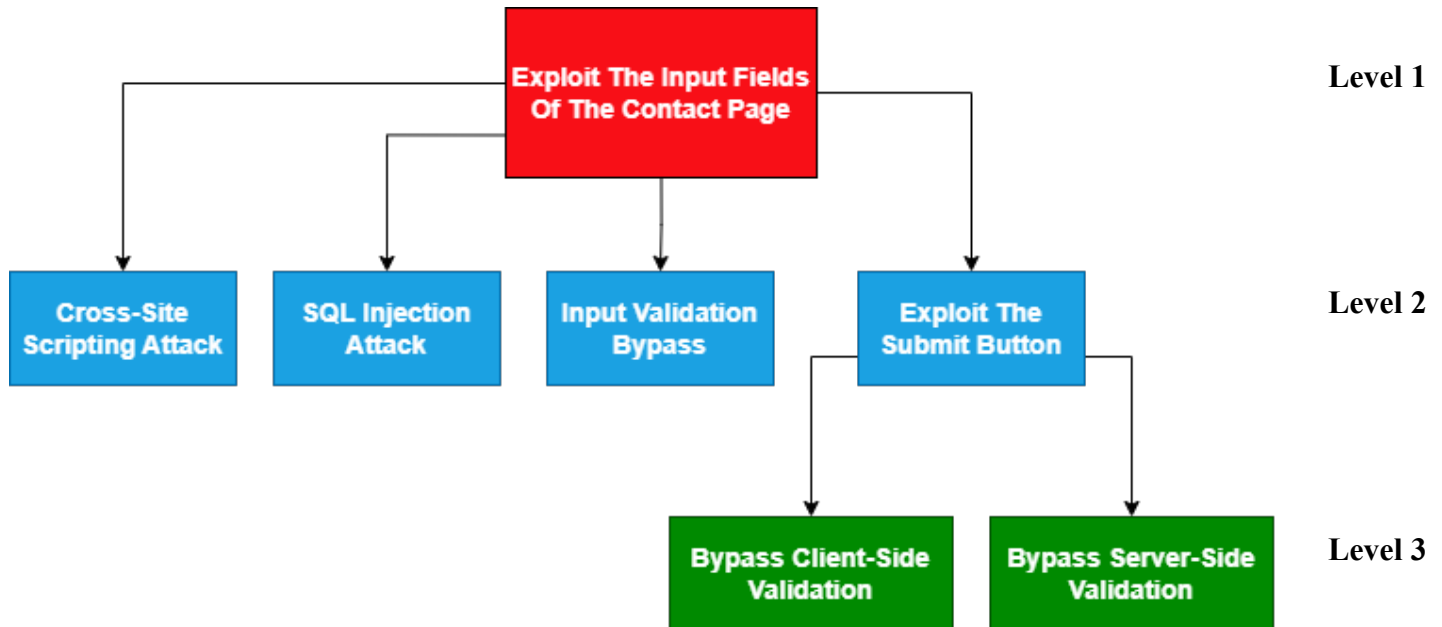 Exploit The Input Fields
Of The Contact Page
Level 1
Cross-Site
Scripting Attack
SQL Injection
Attack
Input Validation
Bypass
Exploit The
Submit Button
Level 2
Bypass Client-Side
Validation
Bypass Server-Side
Validation
Level 3